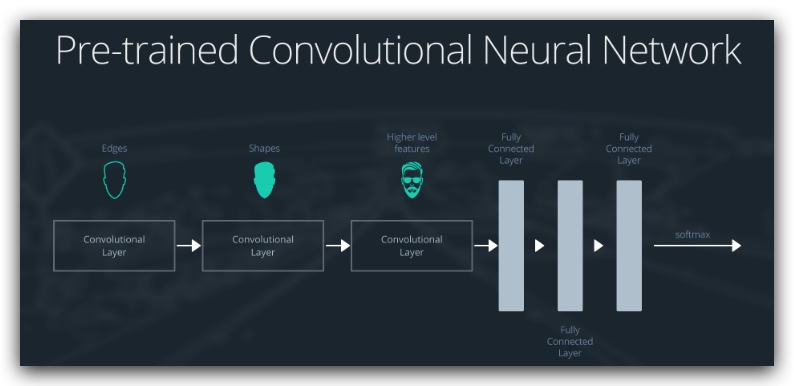 Pre-trained Convolutional Neural Network
Edges
Shapes
Higher level
features
Fully
Connected
Layer
Fully
Connected
Layer
Convolutional
Layer
Convolutional
Layer
Convolutional
Layer
softmax
Fully
Connected
Layer